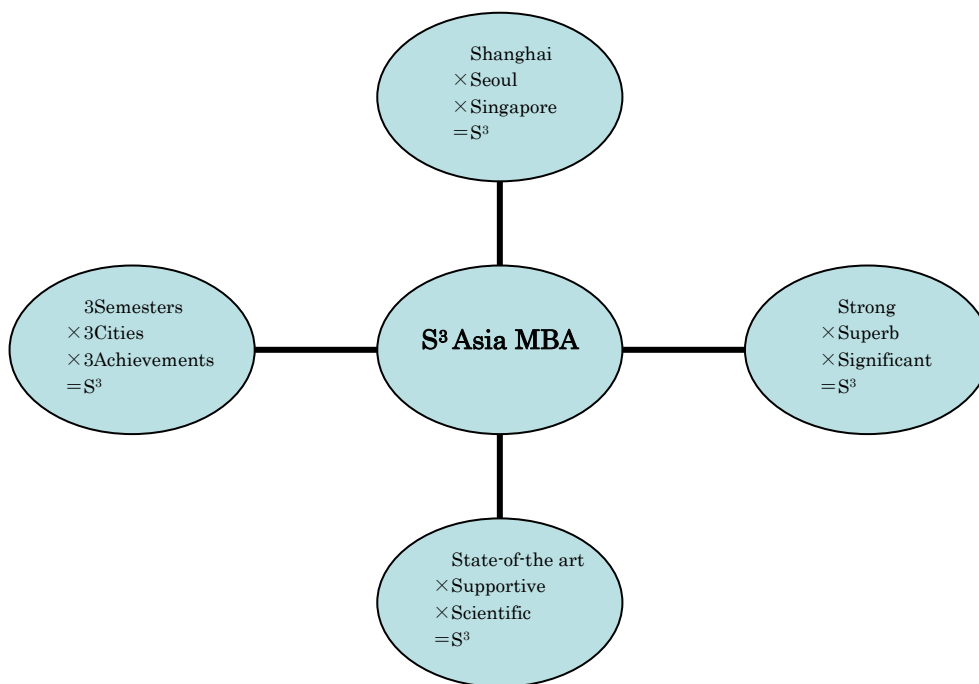 Shanghai
×Seoul
×Singapore
=S³
3Semesters
×3Cities
×3Achievements
=S³
S³ Asia MBA
Strong
×Superb
×Significant
=S³
State-of-the art
×Supportive
×Scientific
=S³